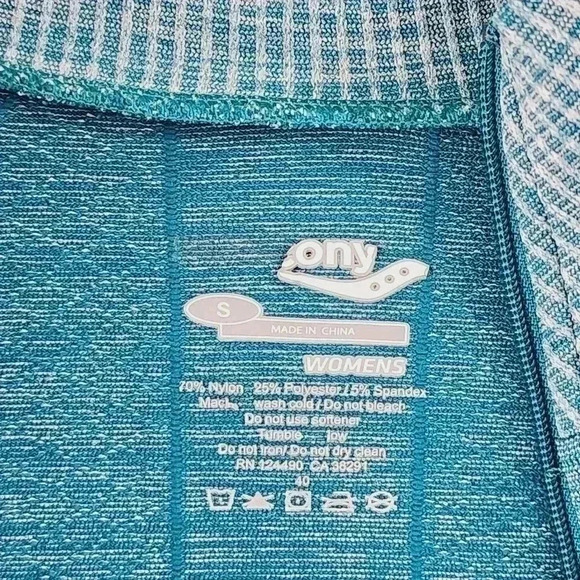 ony
S
MADE IN CHINA
WOMENS
70% Nylon 25% Polyester / 5% Spandex
wash cold / Do not bleach
Do not use softener
Tumble low
Do not iron / Do not dry clean
RN 124490 CA 38291
40